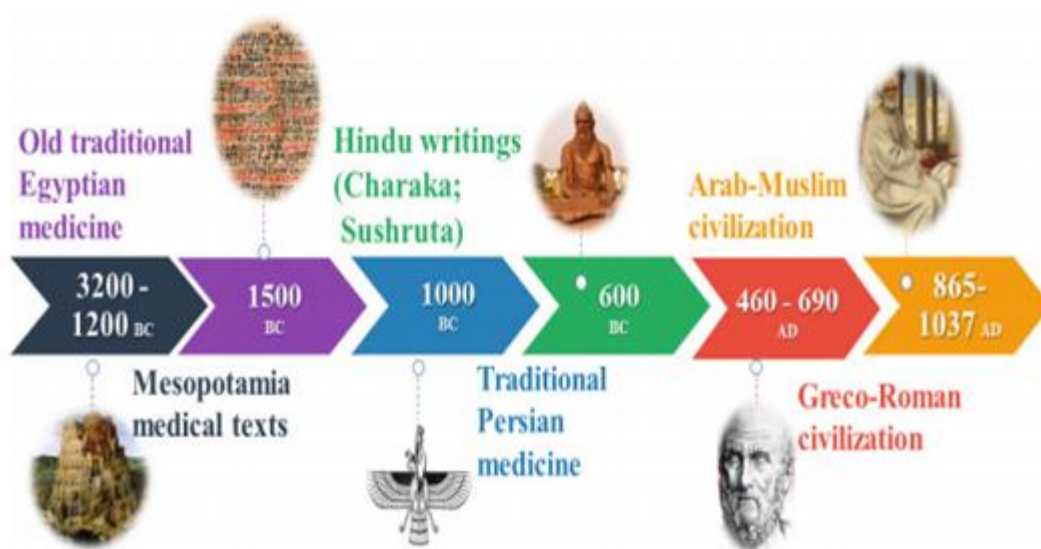 Old traditional
Egyptian
medicine
Hindu writings
(Charaka;
Sushruta)
Arab-Muslim
civilization
3200 -
1200 BC
1500
BC
1000
BC
600
BC
460 - 690
AD
865-
1037 AD
Mesopotamia
medical texts
Traditional
Persian
medicine
Greco-Roman
civilization